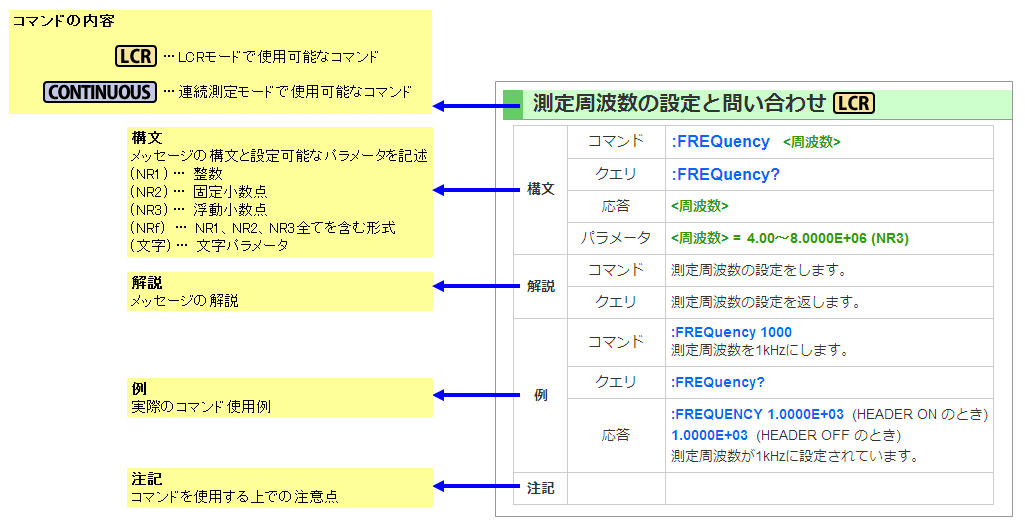 コマンドの内容
LCR … LCRモードで使用可能なコマンド
CONTINUOUS … 連続測定モードで使用可能なコマンド
構文
メッセージの構文と設定可能なパラメータを記述
(NR1) … 整数
(NR2) … 固定小数点
(NR3) … 浮動小数点
(NRf) … NR1、NR2、NR3全てを含む形式
(文字) … 文字パラメータ
解説
メッセージの解説
例
実際のコマンド使用例
注記
コマンドを使用する上での注意点
測定周波数の設定と問い合わせ LCR
構文
コマンド :FREQuency <周波数>
クエリ :FREQuency?
応答 <周波数>
パラメータ <周波数> = 4.00～8.0000E+06 (NR3)
解説
コマンド 測定周波数の設定をします。
クエリ 測定周波数の設定を返します。
例
コマンド :FREQuency 1000
測定周波数を1kHzにします。
クエリ :FREQuency?
応答 :FREQUENCY 1.0000E+03 (HEADER ON のとき)
1.0000E+03 (HEADER OFF のとき)
測定周波数が1kHzに設定されています。
注記